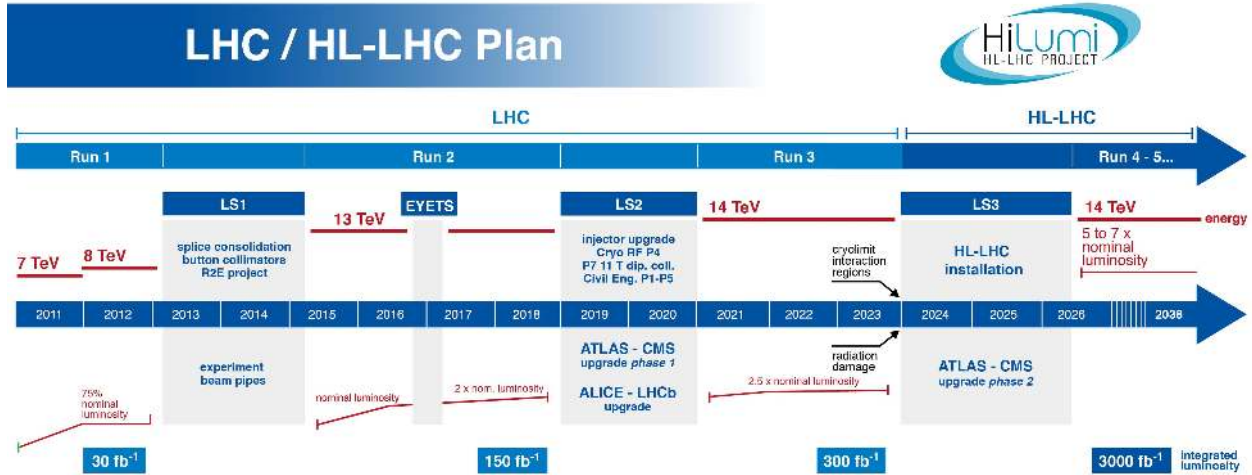 LHC / HL-LHC Plan
HiLumi
HL-LHC PROJECT
LHC
HL-LHC
Run 1
Run 2
Run 3
Run 4 - 5...
LS1
EYETS
LS2
LS3
13 TeV
14 TeV
14 TeV
energy
7 TeV
8 TeV
splice consolidation
button collimators
R2E project
injector upgrade
Cryo RF P4
P7 11 T dip. coll.
Civil Eng. P1-P5
cryolimit
interaction
regions
HL-LHC
installation
5 to 7 x
nominal
luminosity
2011
2012
2013
2014
2015
2016
2017
2018
2019
2020
2021
2022
2023
2024
2025
2026
2038
experiment
beam pipes
ATLAS - CMS
upgrade phase 1
ALICE - LHCb
upgrade
radiation
damage
ATLAS - CMS
upgrade phase 2
75%
nominal
luminosity
nominal luminosity
2 x nom. luminosity
2.5 x nominal luminosity
30 fb⁻¹
150 fb⁻¹
300 fb⁻¹
3000 fb⁻¹
integrated
luminosity